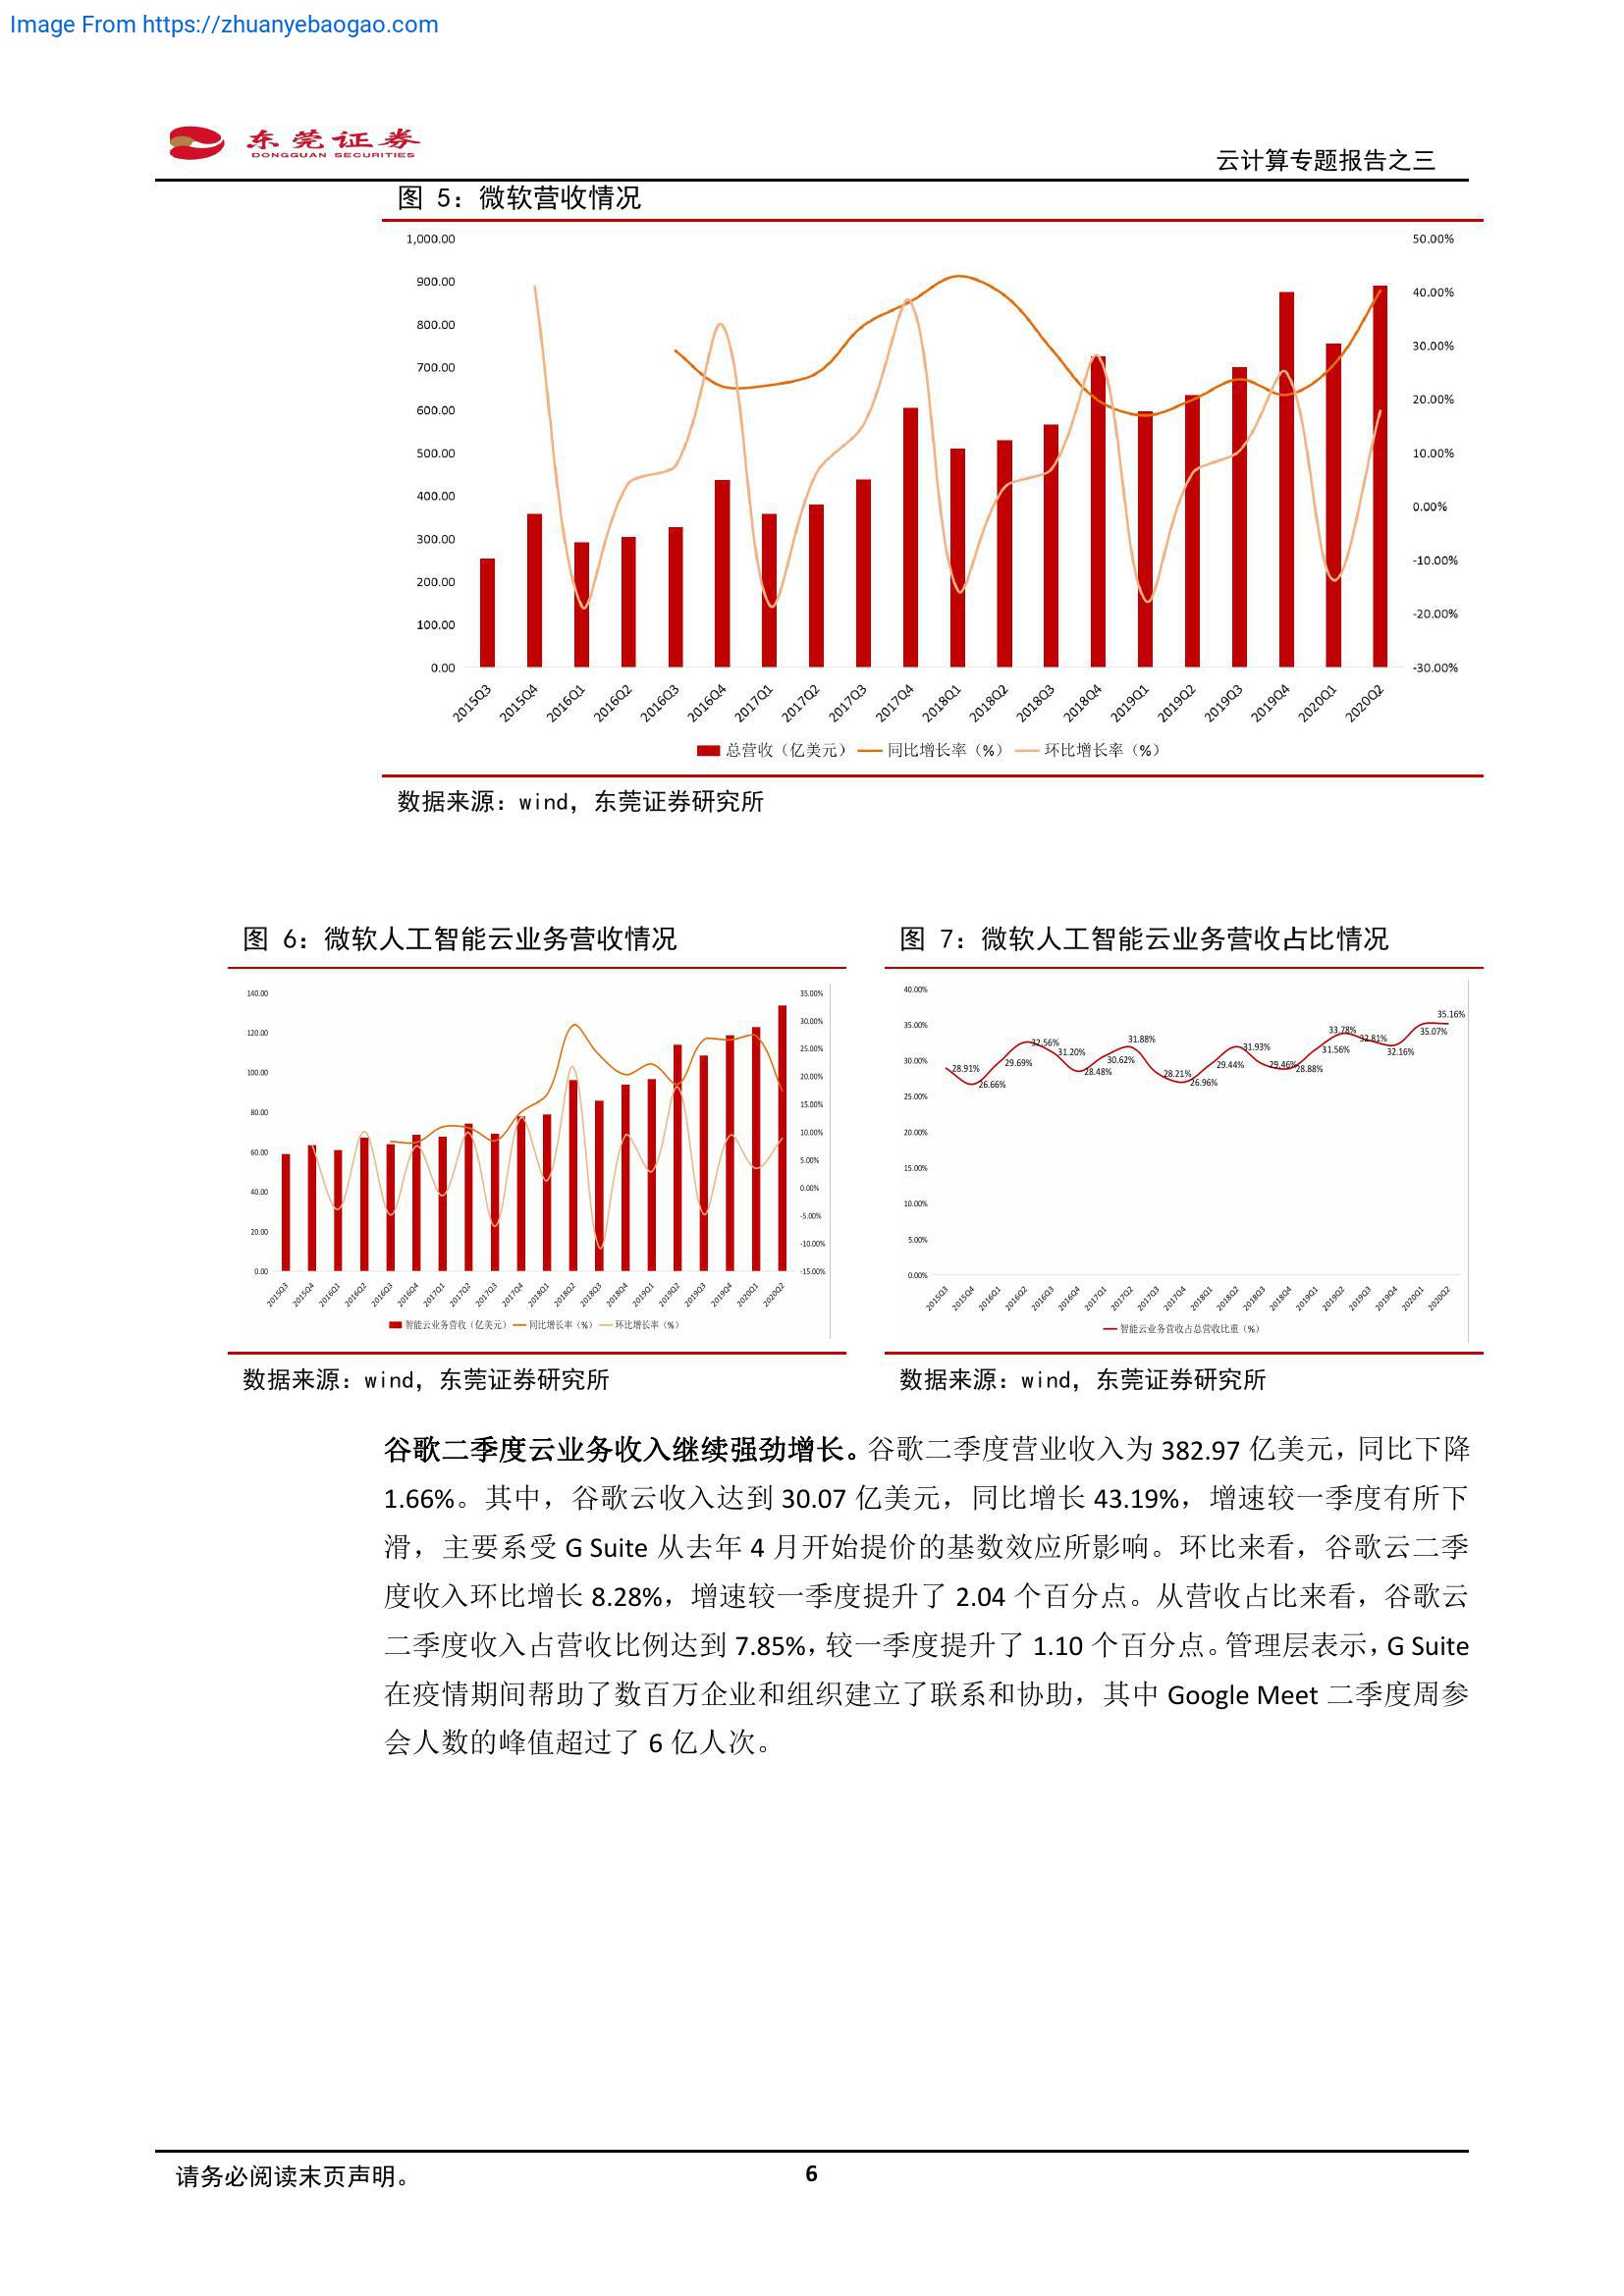 Image From https://zhuanyebaogao.com
东莞证券
DONGGUAN SECURITIES
云计算专题报告之三
图 5：微软营收情况
1,000.00
900.00
800.00
700.00
600.00
500.00
400.00
300.00
200.00
100.00
0.00
50.00%
40.00%
30.00%
20.00%
10.00%
0.00%
-10.00%
-20.00%
-30.00%
2015Q3 2015Q4 2016Q1 2016Q2 2016Q3 2016Q4 2017Q1 2017Q2 2017Q3 2017Q4 2018Q1 2018Q2 2018Q3 2018Q4 2019Q1 2019Q2 2019Q3 2019Q4 2020Q1 2020Q2
总营收（亿美元） 同比增长率（%） 环比增长率（%）
数据来源：wind，东莞证券研究所
图 6：微软人工智能云业务营收情况
140.00
120.00
100.00
80.00
60.00
40.00
20.00
0.00
35.00%
30.00%
25.00%
20.00%
15.00%
10.00%
5.00%
0.00%
-5.00%
-10.00%
-15.00%
2015Q3 2015Q4 2016Q1 2016Q2 2016Q3 2016Q4 2017Q1 2017Q2 2017Q3 2017Q4 2018Q1 2018Q2 2018Q3 2018Q4 2019Q1 2019Q2 2019Q3 2019Q4 2020Q1 2020Q2
智能云业务营收（亿美元） 同比增长率（%） 环比增长率（%）
数据来源：wind，东莞证券研究所
图 7：微软人工智能云业务营收占比情况
40.00%
35.00%
30.00%
25.00%
20.00%
15.00%
10.00%
5.00%
0.00%
28.91% 26.66% 29.69% 32.56% 31.20% 28.48% 30.62% 31.88% 28.21% 26.96% 29.44% 31.93% 29.46% 28.88% 31.56% 33.78% 32.81% 32.16% 35.07% 35.16%
2015Q3 2015Q4 2016Q1 2016Q2 2016Q3 2016Q4 2017Q1 2017Q2 2017Q3 2017Q4 2018Q1 2018Q2 2018Q3 2018Q4 2019Q1 2019Q2 2019Q3 2019Q4 2020Q1 2020Q2
智能云业务营收占总营收比重（%）
数据来源：wind，东莞证券研究所
谷歌二季度云业务收入继续强劲增长。谷歌二季度营业收入为 382.97 亿美元，同比下降
1.66%。其中，谷歌云收入达到 30.07 亿美元，同比增长 43.19%，增速较一季度有所下
滑，主要系受 G Suite 从去年 4 月开始提价的基数效应所影响。环比来看，谷歌云二季
度收入环比增长 8.28%，增速较一季度提升了 2.04 个百分点。从营收占比来看，谷歌云
二季度收入占营收比例达到 7.85%，较一季度提升了 1.10 个百分点。管理层表示，G Suite
在疫情期间帮助了数百万企业和组织建立了联系和协助，其中 Google Meet 二季度周参
会人数的峰值超过了 6 亿人次。
请务必阅读末页声明。
6